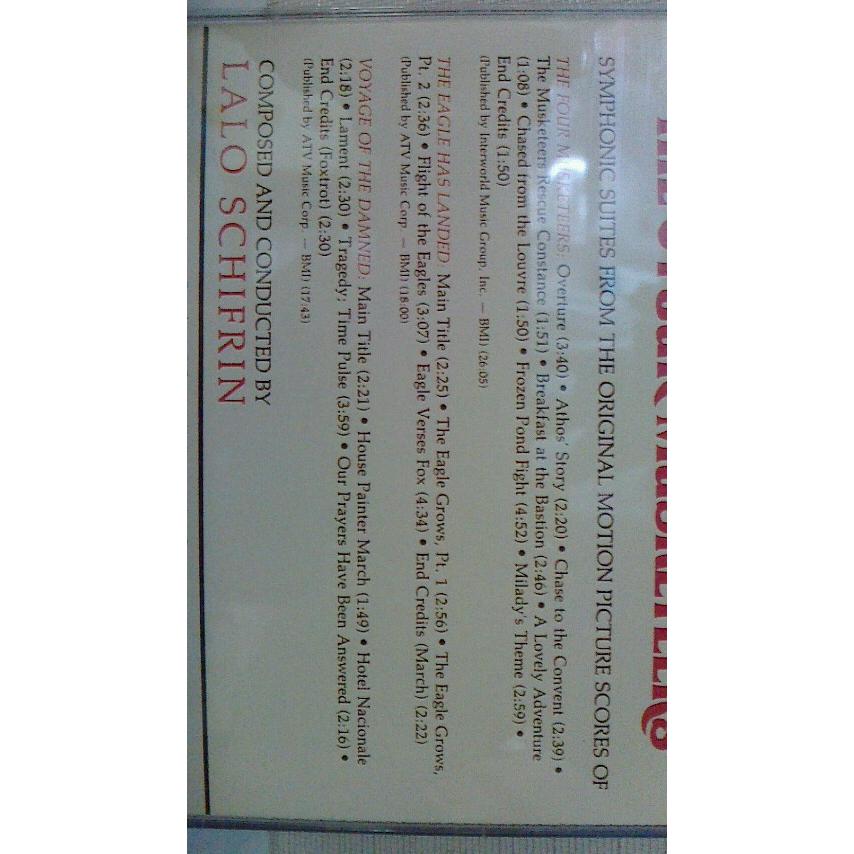 THE FOUR MUSKETEERS
SYMPHONIC SUITES FROM THE ORIGINAL MOTION PICTURE SCORES OF
THE FOUR MUSKETEERS: Overture (3:40) • Athos' Story (2:20) • Chase to the Convent (2:39) •
The Musketeers Rescue Constance (1:51) • Breakfast at the Bastion (2:46) • A Lovely Adventure
(1:08) • Chased from the Louvre (1:50) • Frozen Pond Fight (4:52) • Milady's Theme (2:59) •
End Credits (1:50)
(Published by Interworld Music Group, Inc. — BMI) (26:05)
THE EAGLE HAS LANDED: Main Title (2:25) • The Eagle Grows, Pt. 1 (2:56) • The Eagle Grows,
Pt. 2 (2:36) • Flight of the Eagles (3:07) • Eagle Verses Fox (4:34) • End Credits (March) (2:22)
(Published by ATV Music Corp. — BMI) (18:00)
VOYAGE OF THE DAMNED: Main Title (2:21) • House Painter March (1:49) • Hotel Nacionale
(2:18) • Lament (2:30) • Tragedy; Time Pulse (3:59) • Our Prayers Have Been Answered (2:16) •
End Credits (Foxtrot) (2:30)
(Published by ATV Music Corp. — BMI) (17:43)
COMPOSED AND CONDUCTED BY
LALO SCHIFRIN